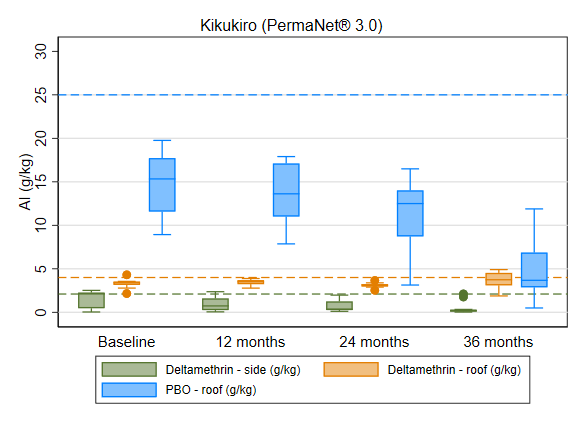 Kikukiro (PermaNet® 3.0)
30
25
20
15
10
5
0
AI (g/kg)
Baseline 12 months 24 months 36 months
Deltamethrin - side (g/kg) Deltamethrin - roof (g/kg)
PBO - roof (g/kg)